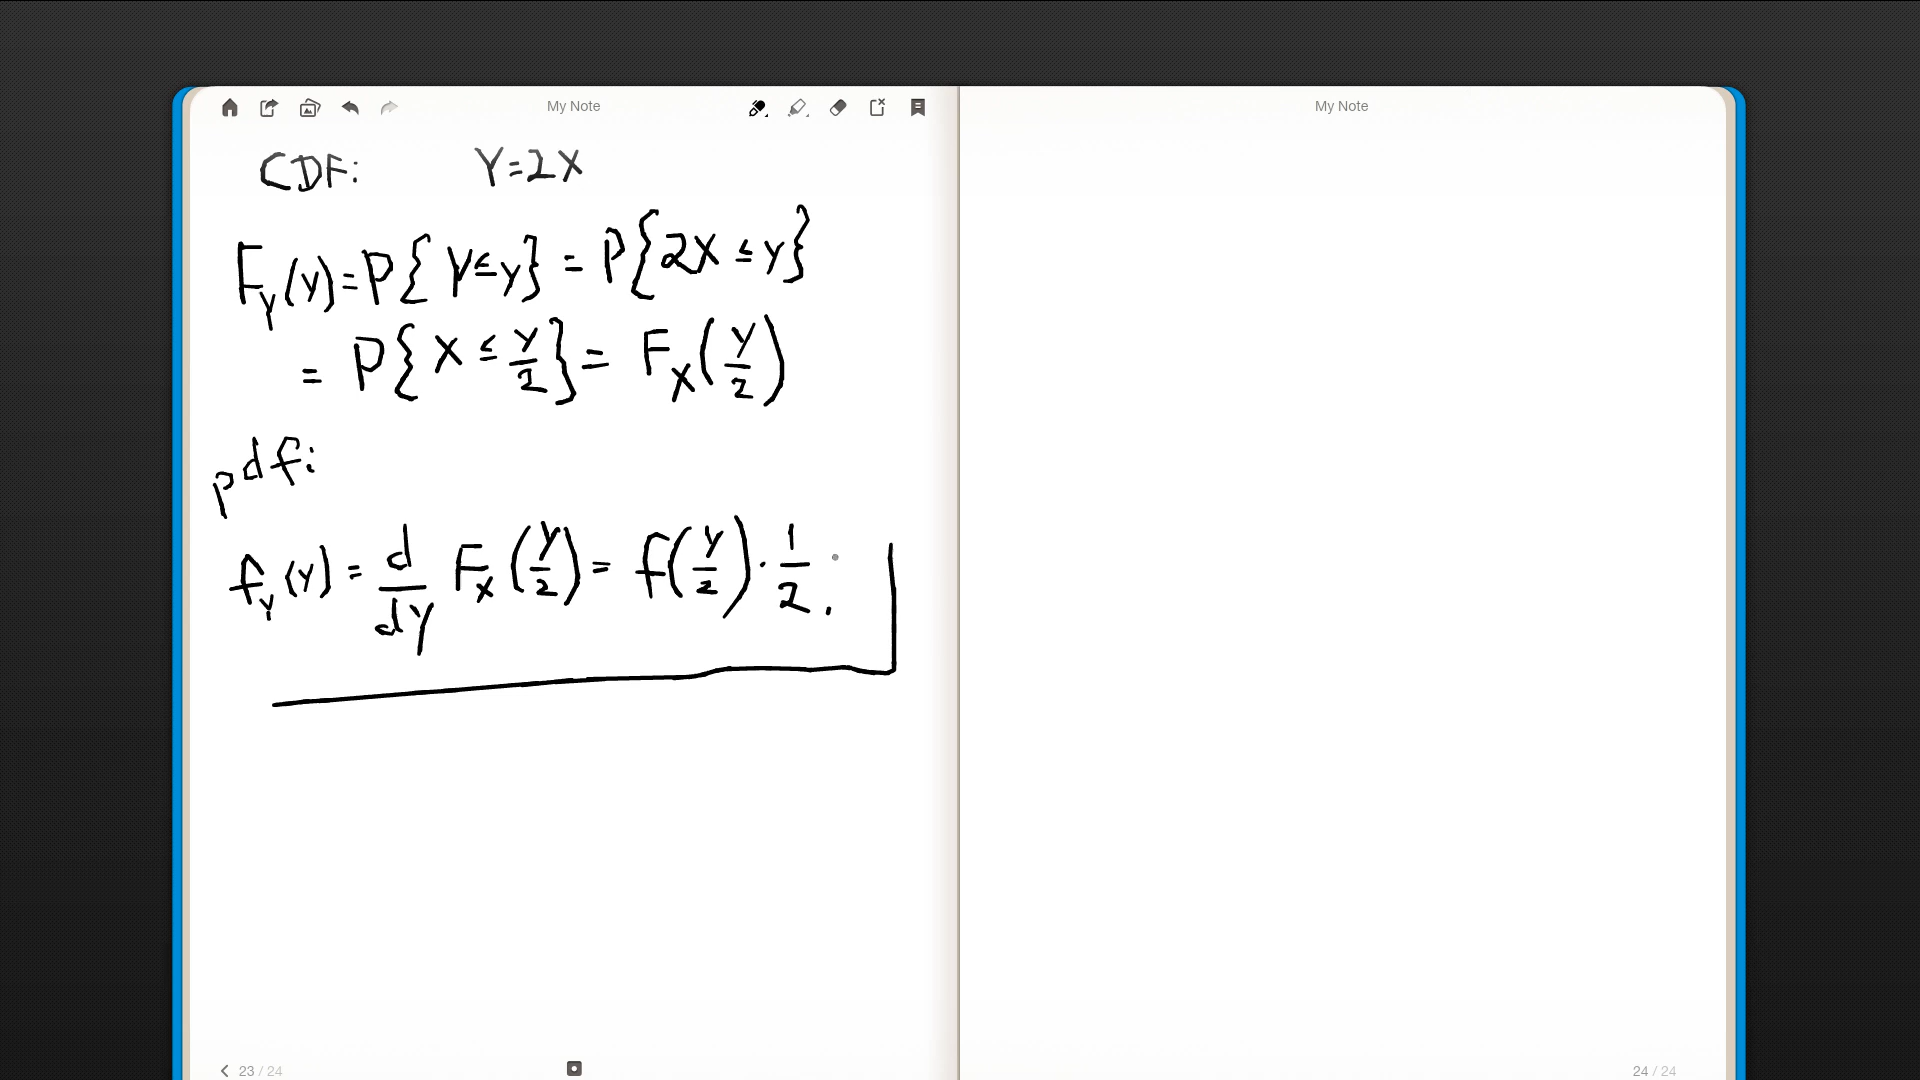 My Note
My Note
CDF: Y=2X
F_Y(y)=P{Y≤y} = P{2X≤y}
= P{X≤y/2} = F_X(y/2)
pdf:
f_Y(y) = d/dy F_X(y/2) = f(y/2)·1/2.
23 / 24
24 / 24